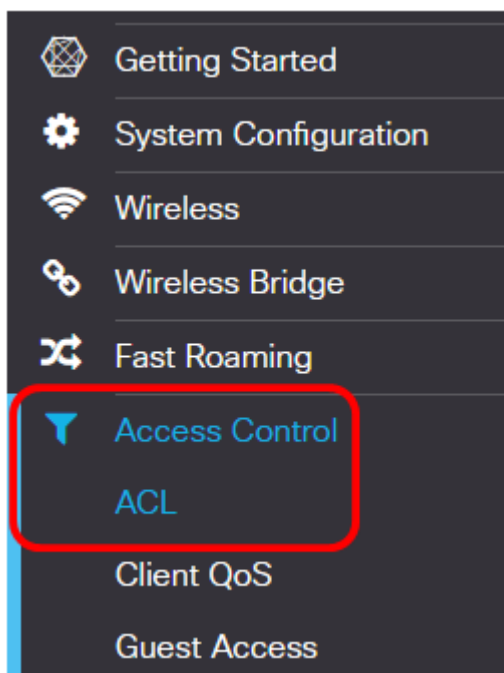 Getting Started
System Configuration
Wireless
Wireless Bridge
Fast Roaming
Access Control
ACL
Client QoS
Guest Access